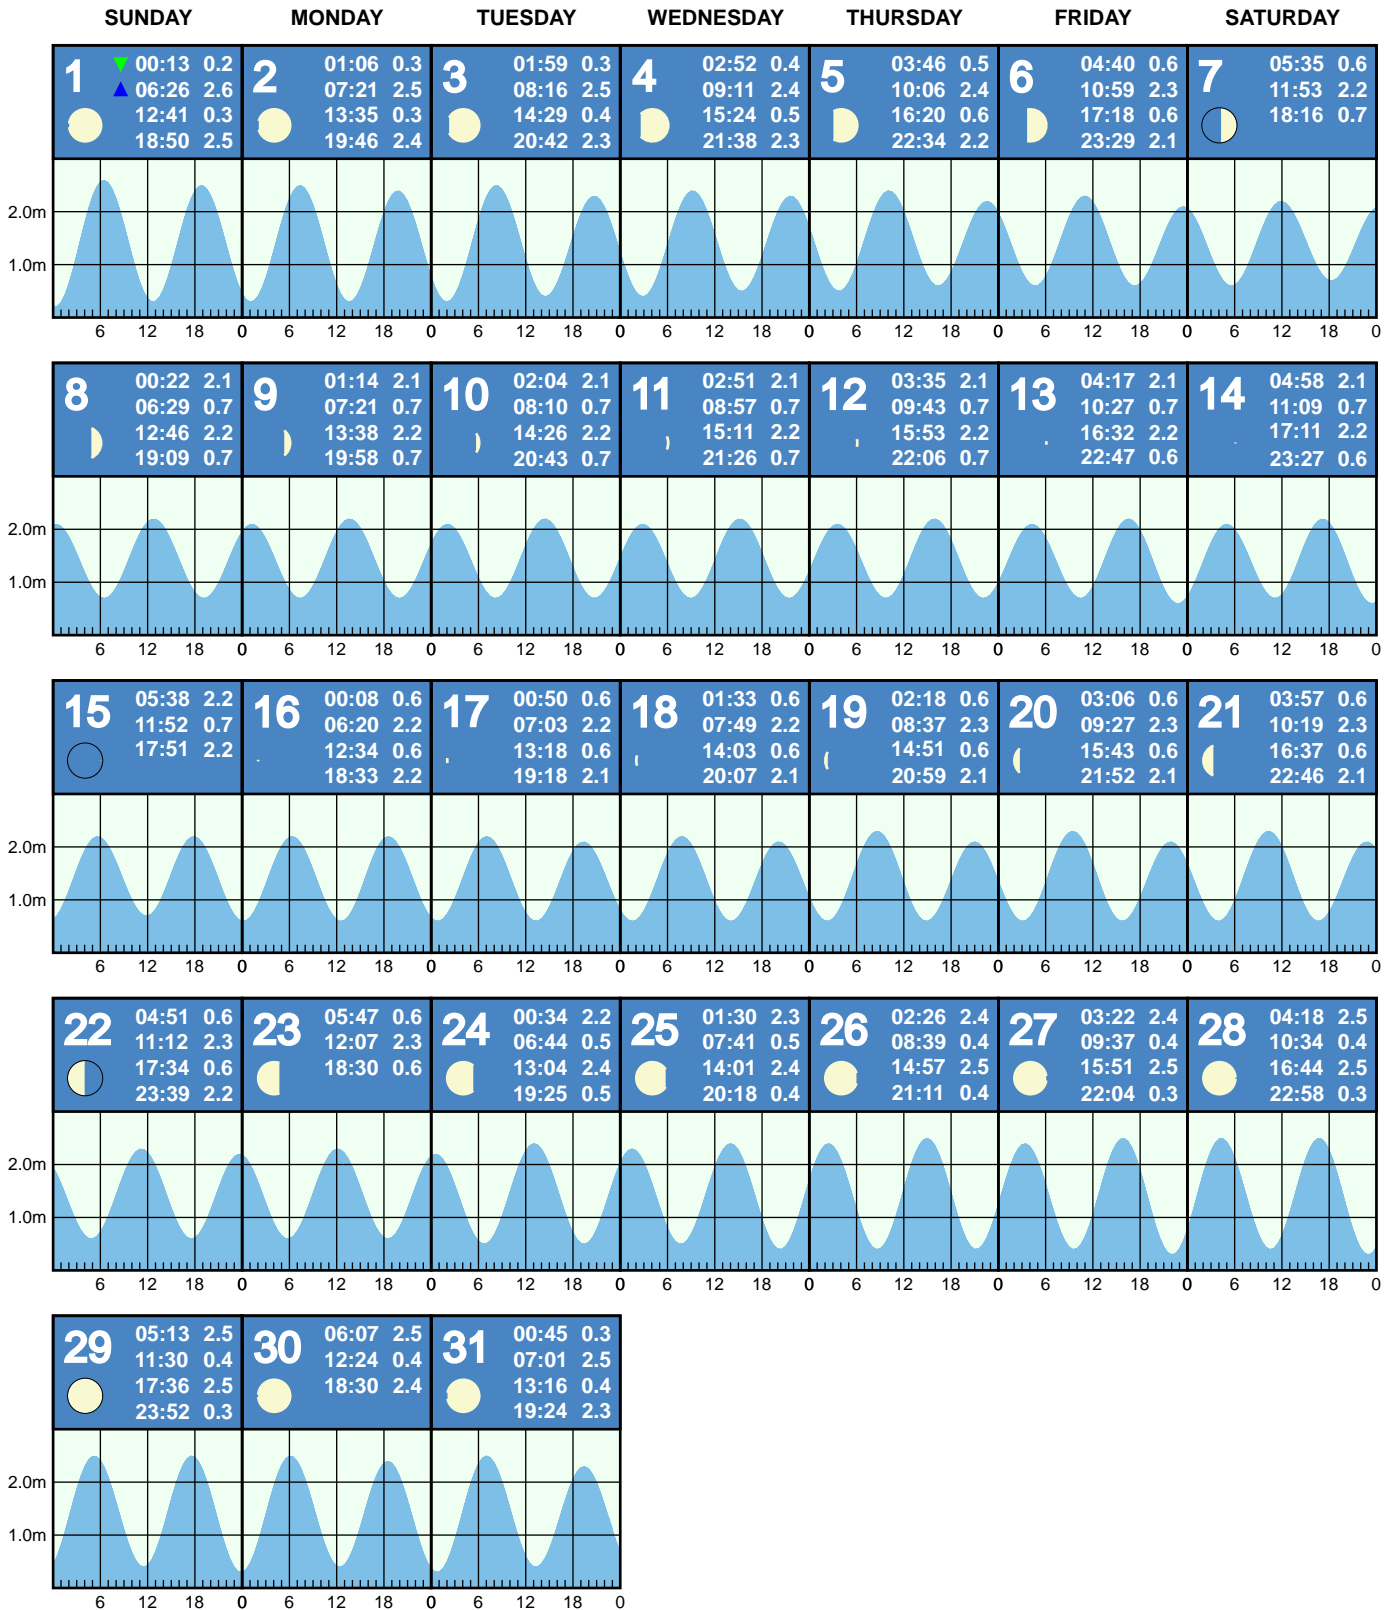 SUNDAY MONDAY TUESDAY WEDNESDAY THURSDAY FRIDAY SATURDAY
1 00:13 0.2
06:26 2.6
12:41 0.3
18:50 2.5
2 01:06 0.3
07:21 2.5
13:35 0.3
19:46 2.4
3 01:59 0.3
08:16 2.5
14:29 0.4
20:42 2.3
4 02:52 0.4
09:11 2.4
15:24 0.5
21:38 2.3
5 03:46 0.5
10:06 2.4
16:20 0.6
22:34 2.2
6 04:40 0.6
10:59 2.3
17:18 0.6
23:29 2.1
7 05:35 0.6
11:53 2.2
18:16 0.7
2.0m
1.0m
6 12 18 0 6 12 18 0 6 12 18 0 6 12 18 0 6 12 18 0 6 12 18 0 6 12 18 0
8 00:22 2.1
06:29 0.7
12:46 2.2
19:09 0.7
9 01:14 2.1
07:21 0.7
13:38 2.2
19:58 0.7
10 02:04 2.1
08:10 0.7
14:26 2.2
20:43 0.7
11 02:51 2.1
08:57 0.7
15:11 2.2
21:26 0.7
12 03:35 2.1
09:43 0.7
15:53 2.2
22:06 0.7
13 04:17 2.1
10:27 0.7
16:32 2.2
22:47 0.6
14 04:58 2.1
11:09 0.7
17:11 2.2
23:27 0.6
2.0m
1.0m
6 12 18 0 6 12 18 0 6 12 18 0 6 12 18 0 6 12 18 0 6 12 18 0 6 12 18 0
15 05:38 2.2
11:52 0.7
17:51 2.2
16 00:08 0.6
06:20 2.2
12:34 0.6
18:33 2.2
17 00:50 0.6
07:03 2.2
13:18 0.6
19:18 2.1
18 01:33 0.6
07:49 2.2
14:03 0.6
20:07 2.1
19 02:18 0.6
08:37 2.3
14:51 0.6
20:59 2.1
20 03:06 0.6
09:27 2.3
15:43 0.6
21:52 2.1
21 03:57 0.6
10:19 2.3
16:37 0.6
22:46 2.1
2.0m
1.0m
6 12 18 0 6 12 18 0 6 12 18 0 6 12 18 0 6 12 18 0 6 12 18 0 6 12 18 0
22 04:51 0.6
11:12 2.3
17:34 0.6
23:39 2.2
23 05:47 0.6
12:07 2.3
18:30 0.6
24 00:34 2.2
06:44 0.5
13:04 2.4
19:25 0.5
25 01:30 2.3
07:41 0.5
14:01 2.4
20:18 0.4
26 02:26 2.4
08:39 0.4
14:57 2.5
21:11 0.4
27 03:22 2.4
09:37 0.4
15:51 2.5
22:04 0.3
28 04:18 2.5
10:34 0.4
16:44 2.5
22:58 0.3
2.0m
1.0m
6 12 18 0 6 12 18 0 6 12 18 0 6 12 18 0 6 12 18 0 6 12 18 0 6 12 18 0
29 05:13 2.5
11:30 0.4
17:36 2.5
23:52 0.3
30 06:07 2.5
12:24 0.4
18:30 2.4
31 00:45 0.3
07:01 2.5
13:16 0.4
19:24 2.3
2.0m
1.0m
6 12 18 0 6 12 18 0 6 12 18 0